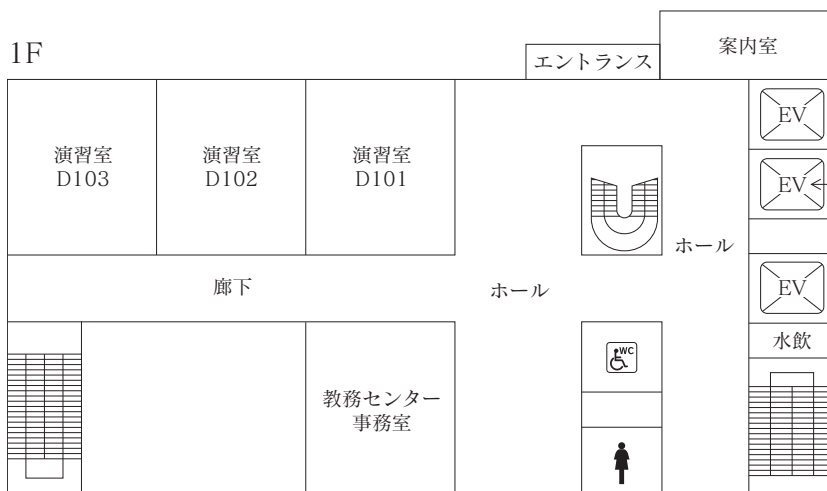 1F
エントランス
案内室
演習室
D103
演習室
D102
演習室
D101
EV
EV
ホール
廊下
ホール
EV
水飲
WC
教務センター
事務室